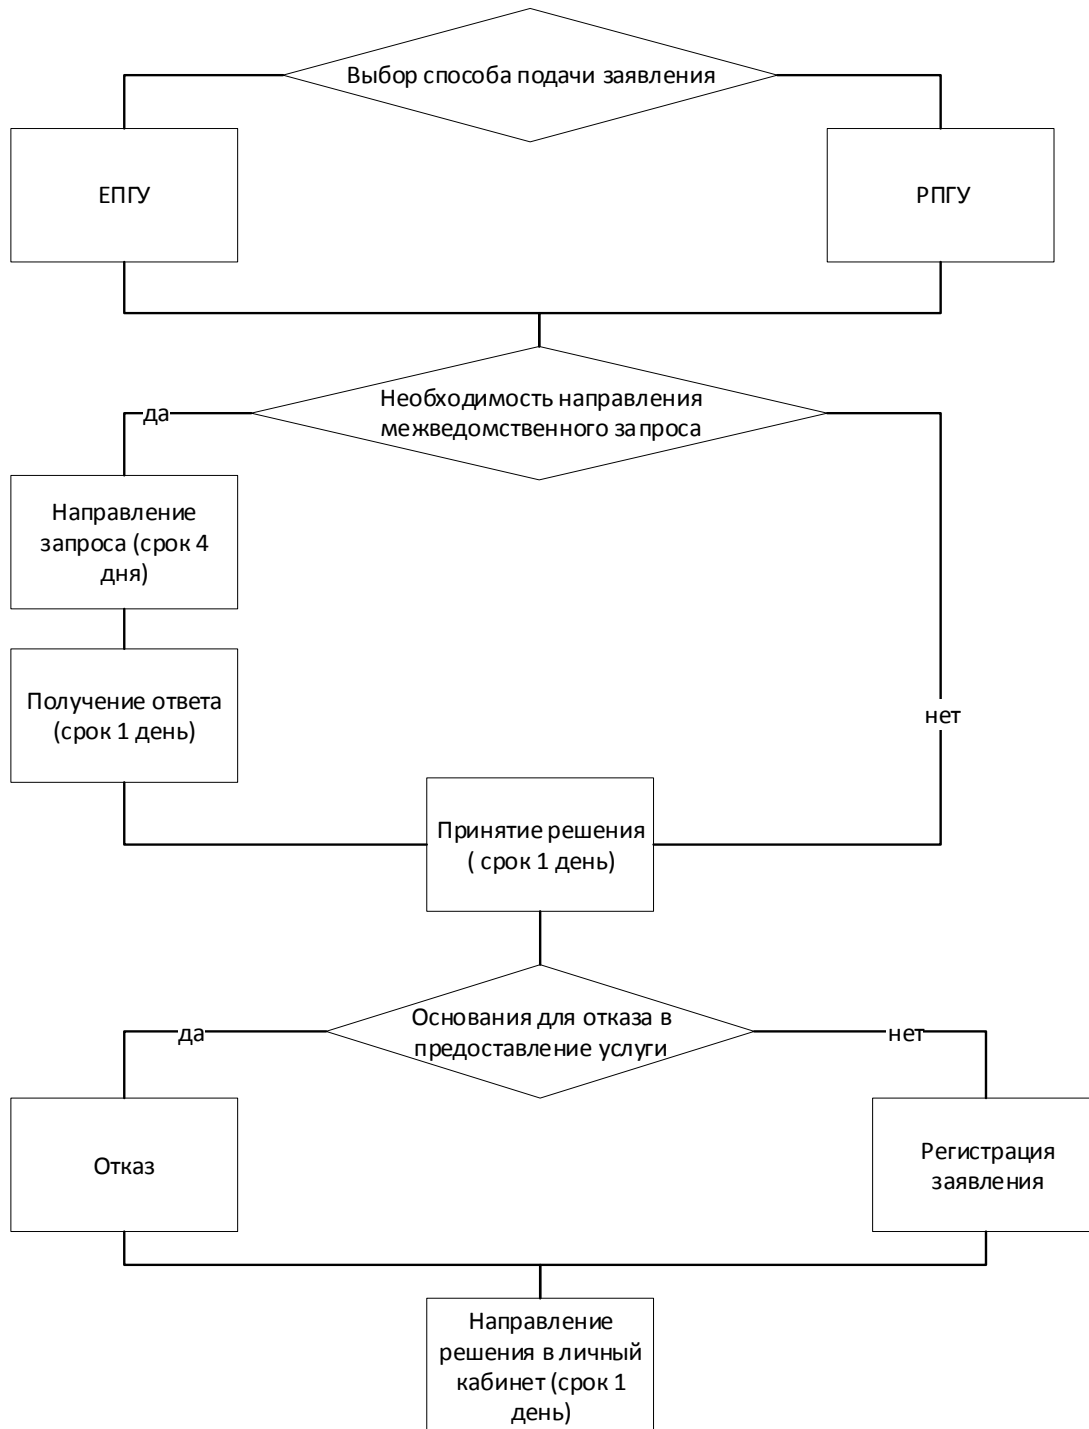 Выбор способа подачи заявления
ЕПГУ
РПГУ
Необходимость направления
межведомственного запроса
да
Направление
запроса (срок 4
дня)
Получение ответа
(срок 1 день)
нет
Принятие решения
( срок 1 день)
Основания для отказа в
предоставление услуги
да
нет
Отказ
Регистрация
заявления
Направление
решения в личный
кабинет (срок 1
день)